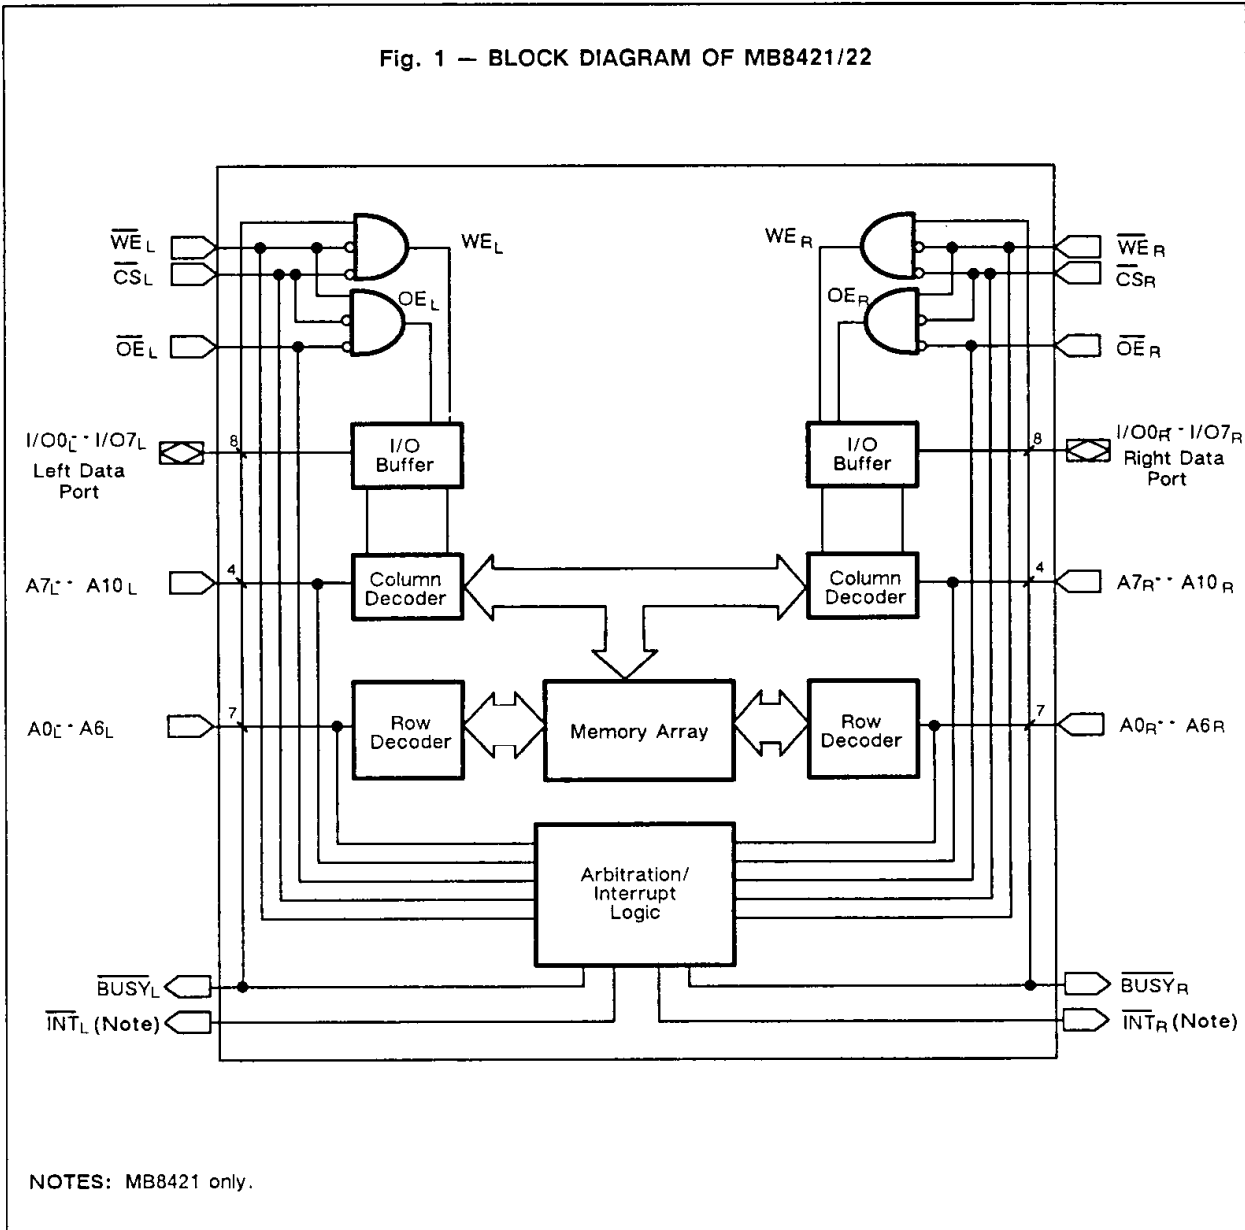 Fig. 1 — BLOCK DIAGRAM OF MB8421/22
WE̅L
CSL
OEL
WEL
OEL
WER
OER
WER
CSR
OER
I/O0L -- I/O7L
Left Data
Port
8
I/O
Buffer
I/O
Buffer
8
I/O0R -- I/O7R
Right Data
Port
A7L -- A10L
4
Column
Decoder
Column
Decoder
4
A7R -- A10R
A0L -- A6L
7
Row
Decoder
Memory Array
Row
Decoder
7
A0R -- A6R
Arbitration/
Interrupt
Logic
BUSYL
INTL (Note)
BUSYR
INTR (Note)
NOTES: MB8421 only.